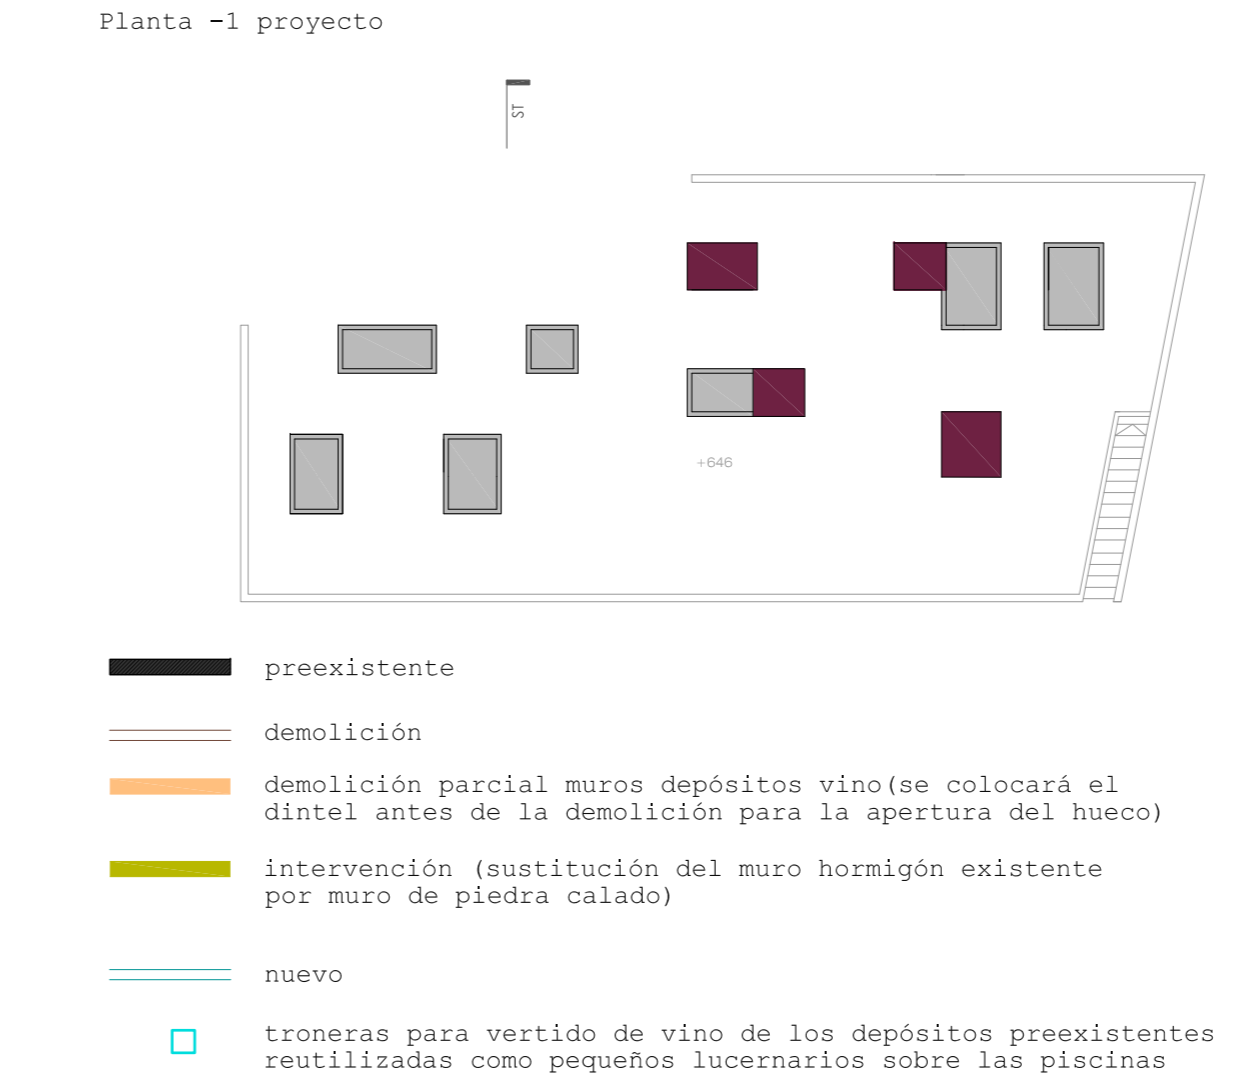 Planta -1 proyecto
ST
+646
preexistente
demolición
demolición parcial muros depósitos vino(se colocará el
dintel antes de la demolición para la apertura del hueco)
intervención (sustitución del muro hormigón existente
por muro de piedra calado)
nuevo
troneras para vertido de vino de los depósitos preexistentes
reutilizadas como pequeños lucernarios sobre las piscinas